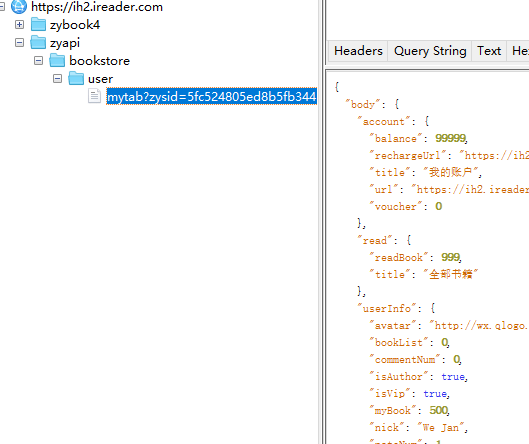 https://ih2.ireader.com
zybook4
zyapi
bookstore
user
mytab?zysid=5fc524805ed8b5fb344
Headers
Query String
Text
{
"body": {
"account": {
"balance": 99999,
"rechargeUrl": "https://ih2
"title": "我的账户",
"url": "https://ih2.ireader
"voucher": 0
},
"read": {
"readBook": 999,
"title": "全部书籍"
},
"userInfo": {
"avatar": "http://wx.qlogo.
"bookList": 0,
"commentNum": 0,
"isAuthor": true,
"isVip": true,
"myBook": 500,
"nick": "We Jan",